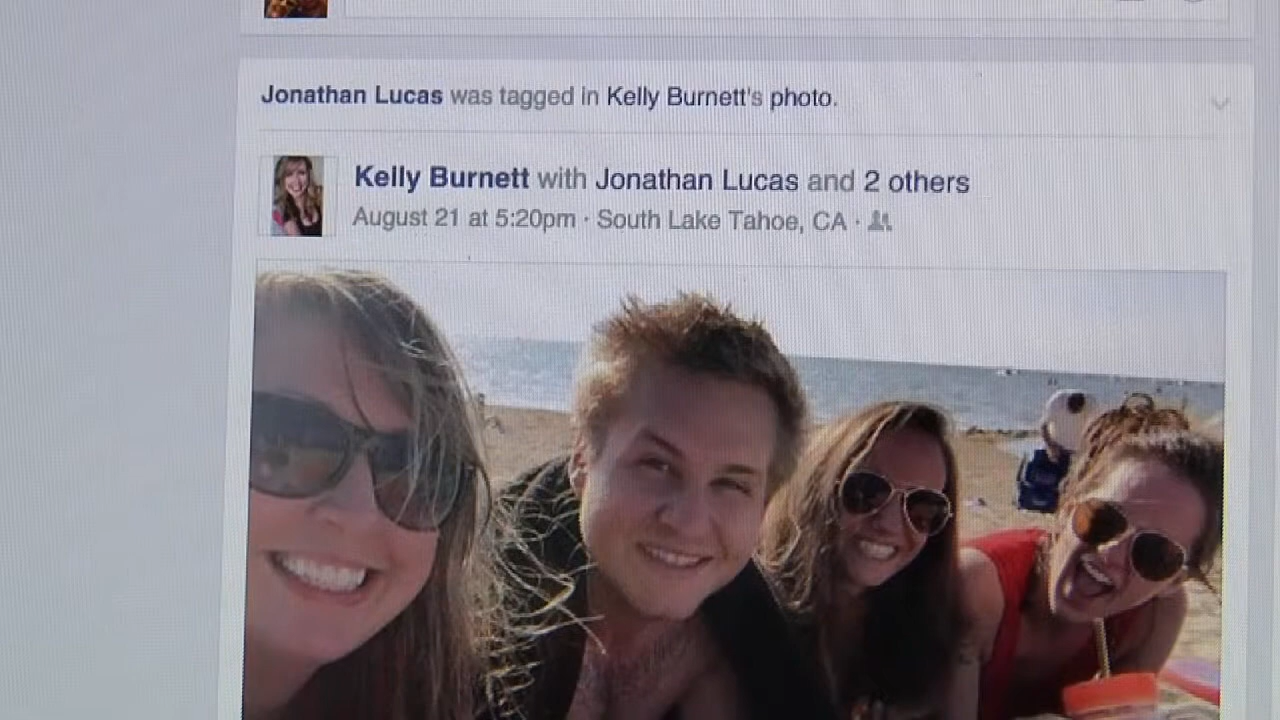 Jonathan Lucas was tagged in Kelly Burnett's photo.
Kelly Burnett with Jonathan Lucas and 2 others
August 21 at 5:20pm · South Lake Tahoe, CA ·